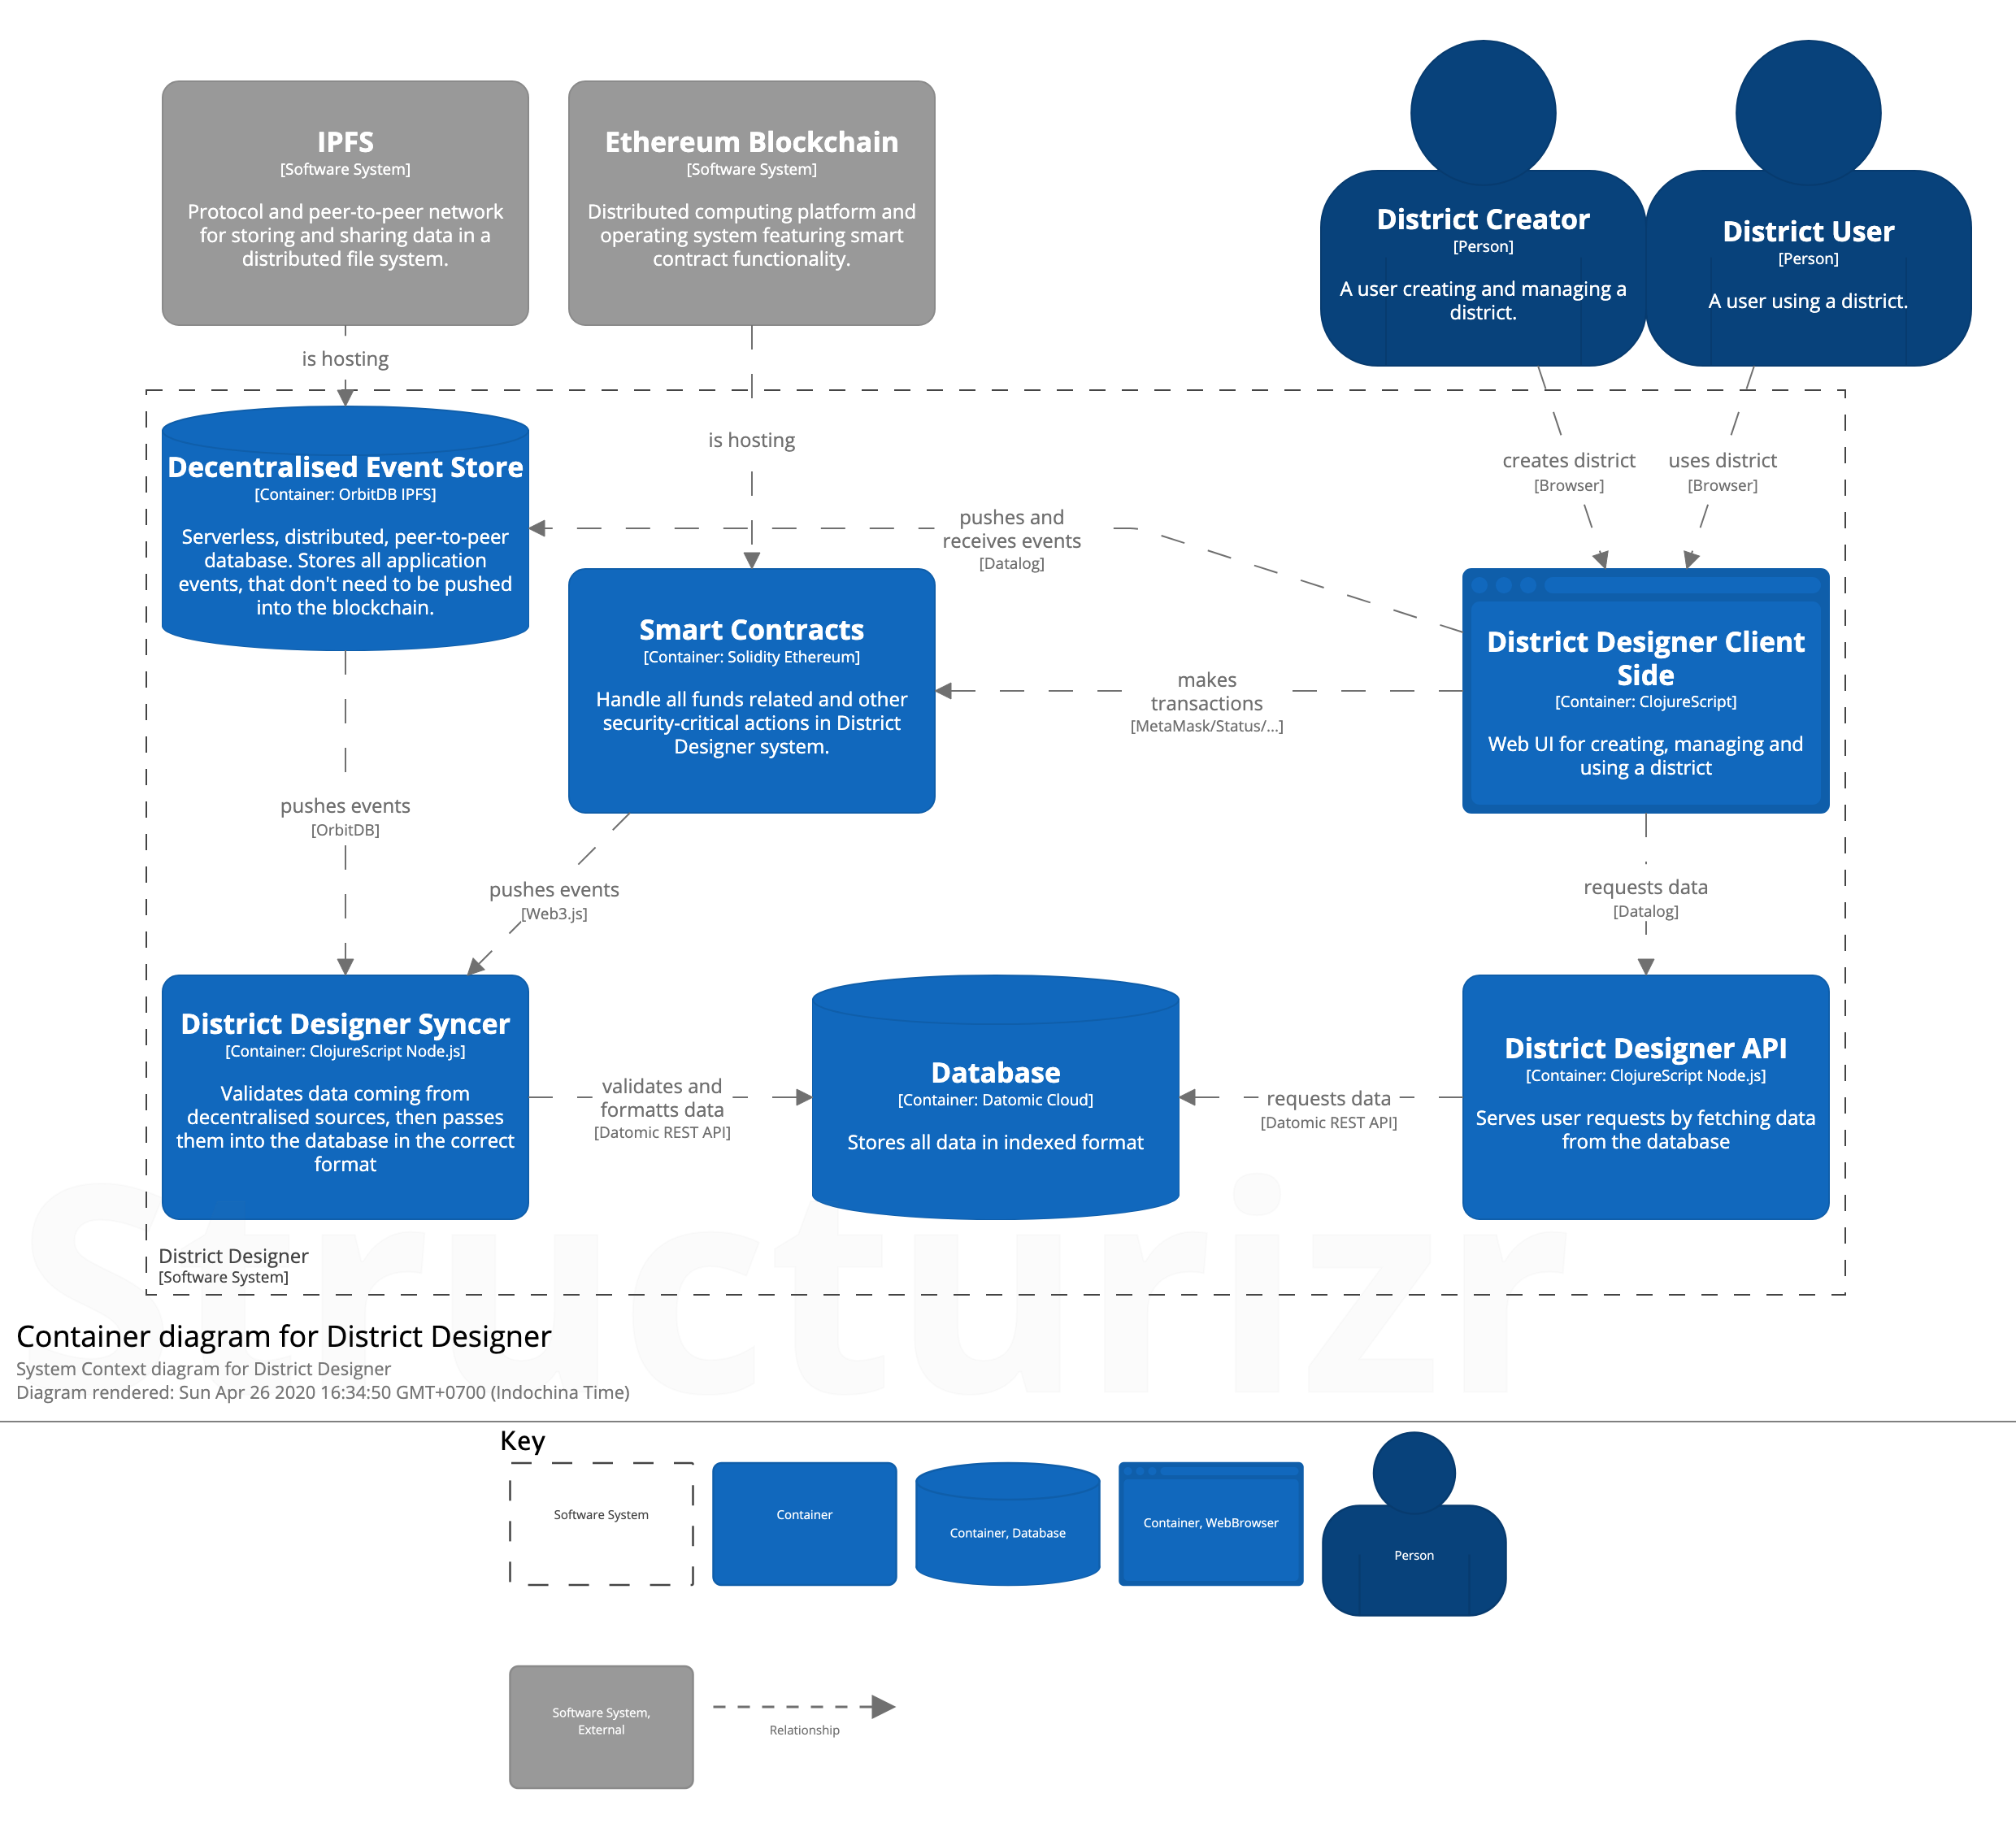 IPFS
[Software System]
Protocol and peer-to-peer network
for storing and sharing data in a
distributed file system.
Ethereum Blockchain
[Software System]
Distributed computing platform and
operating system featuring smart
contract functionality.
District Creator
[Person]
A user creating and managing a
district.
District User
[Person]
A user using a district.
is hosting
is hosting
creates district
[Browser]
uses district
[Browser]
Decentralised Event Store
[Container: OrbitDB IPFS]
Serverless, distributed, peer-to-peer
database. Stores all application
events, that don't need to be pushed
into the blockchain.
pushes and
receives events
[Datalog]
Smart Contracts
[Container: Solidity Ethereum]
Handle all funds related and other
security-critical actions in District
Designer system.
makes
transactions
[MetaMask/Status/...]
District Designer Client
Side
[Container: ClojureScript]
Web UI for creating, managing and
using a district
pushes events
[OrbitDB]
pushes events
[Web3.js]
requests data
[Datalog]
District Designer Syncer
[Container: ClojureScript Node.js]
Validates data coming from
decentralised sources, then passes
them into the database in the correct
format
validates and
formatts data
[Datomic REST API]
Database
[Container: Datomic Cloud]
Stores all data in indexed format
requests data
[Datomic REST API]
District Designer API
[Container: ClojureScript Node.js]
Serves user requests by fetching data
from the database
Structurizr
District Designer
[Software System]
Container diagram for District Designer
System Context diagram for District Designer
Diagram rendered: Sun Apr 26 2020 16:34:50 GMT+0700 (Indochina Time)
Key
Software System
Container
Container, Database
Container, WebBrowser
Person
Software System,
External
Relationship